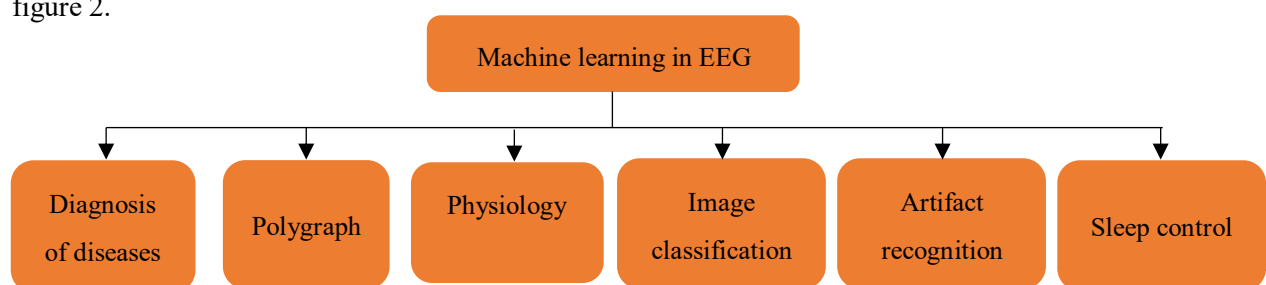 figure 2.
Machine learning in EEG
Diagnosis
of diseases
Polygraph
Physiology
Image
classification
Artifact
recognition
Sleep control